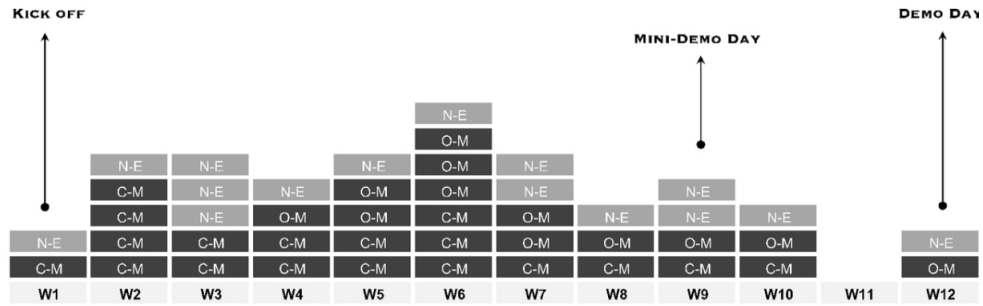 KICK OFF
DEMO DAY
MINI-DEMO DAY
N-E
O-M
N-E N-E O-M N-E N-E
C-M N-E N-E O-M O-M N-E N-E
C-M N-E O-M O-M C-M O-M N-E N-E N-E
N-E C-M C-M C-M C-M C-M O-M O-M O-M O-M N-E
C-M C-M C-M C-M C-M C-M C-M C-M C-M C-M O-M
W1 W2 W3 W4 W5 W6 W7 W8 W9 W10 W11 W12